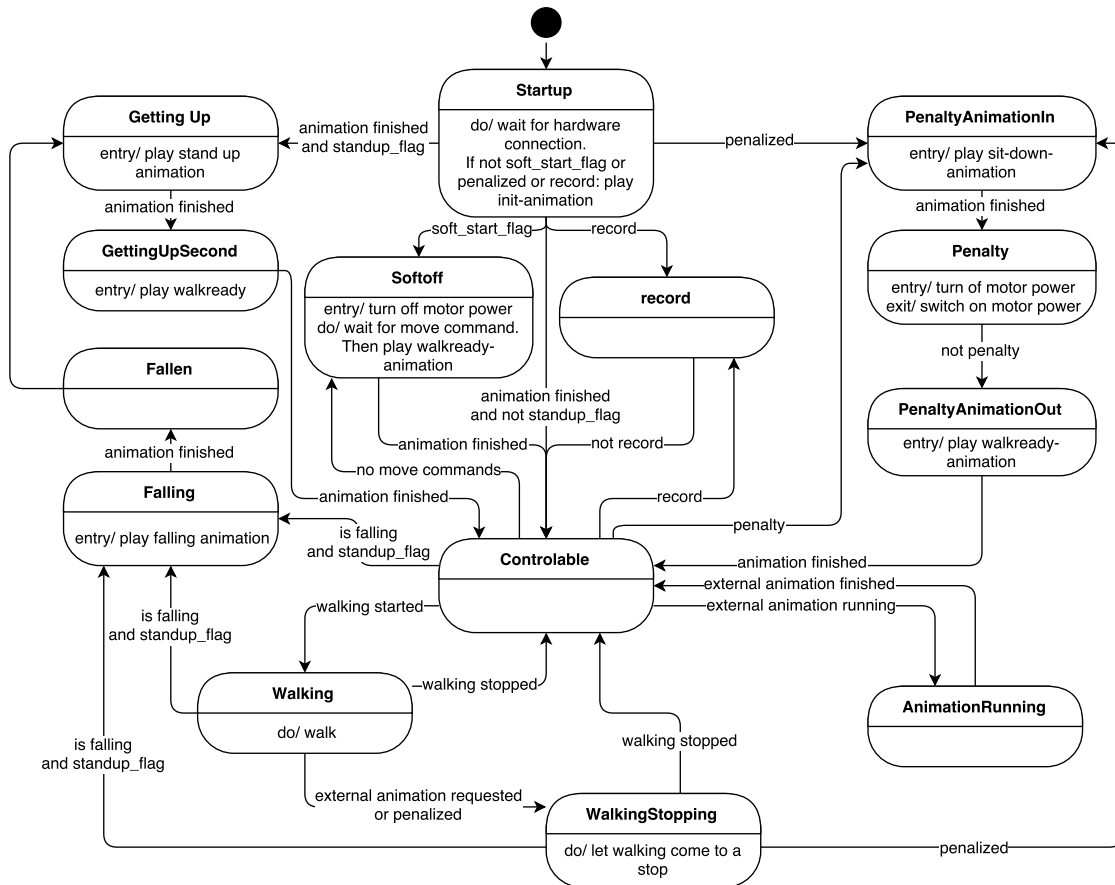 Startup
do/ wait for hardware
connection.
If not soft_start_flag or
penalized or record: play
init-animation
Getting Up
entry/ play stand up
animation
animation finished
and standup_flag
penalized
PenaltyAnimationIn
entry/ play sit-down-
animation
animation finished
animation finished
GettingUpSecond
entry/ play walkready
soft_start_flag
record
Softoff
entry/ turn off motor power
do/ wait for move command.
Then play walkready-
animation
record
Penalty
entry/ turn of motor power
exit/ switch on motor power
not penalty
Fallen
animation finished
and not standup_flag
PenaltyAnimationOut
entry/ play walkready-
animation
animation finished
not record
animation finished
no move commands
Falling
entry/ play falling animation
animation finished
record
is falling
and standup_flag
penalty
Controlable
animation finished
external animation finished
external animation running
walking started
is falling
and standup_flag
Walking
do/ walk
walking stopped
AnimationRunning
is falling
and standup_flag
walking stopped
external animation requested
or penalized
WalkingStopping
do/ let walking come to a
stop
penalized